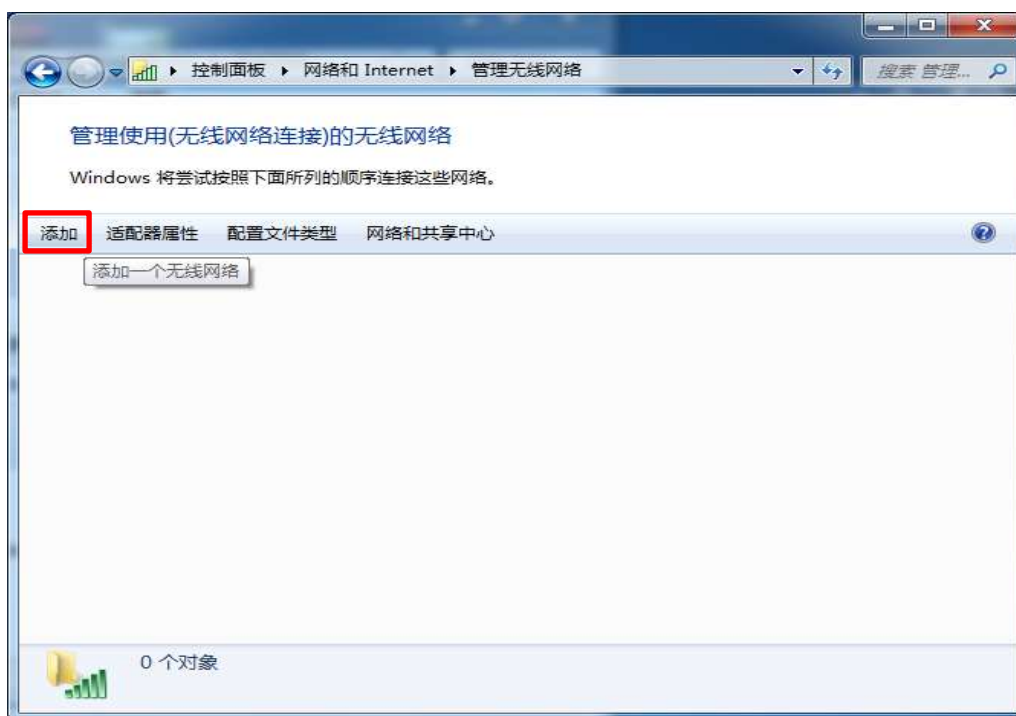 控制面板 ▸ 网络和 Internet ▸ 管理无线网络
搜索 管理...
管理使用(无线网络连接)的无线网络
Windows 将尝试按照下面所列的顺序连接这些网络。
添加 适配器属性 配置文件类型 网络和共享中心
添加一个无线网络
0 个对象